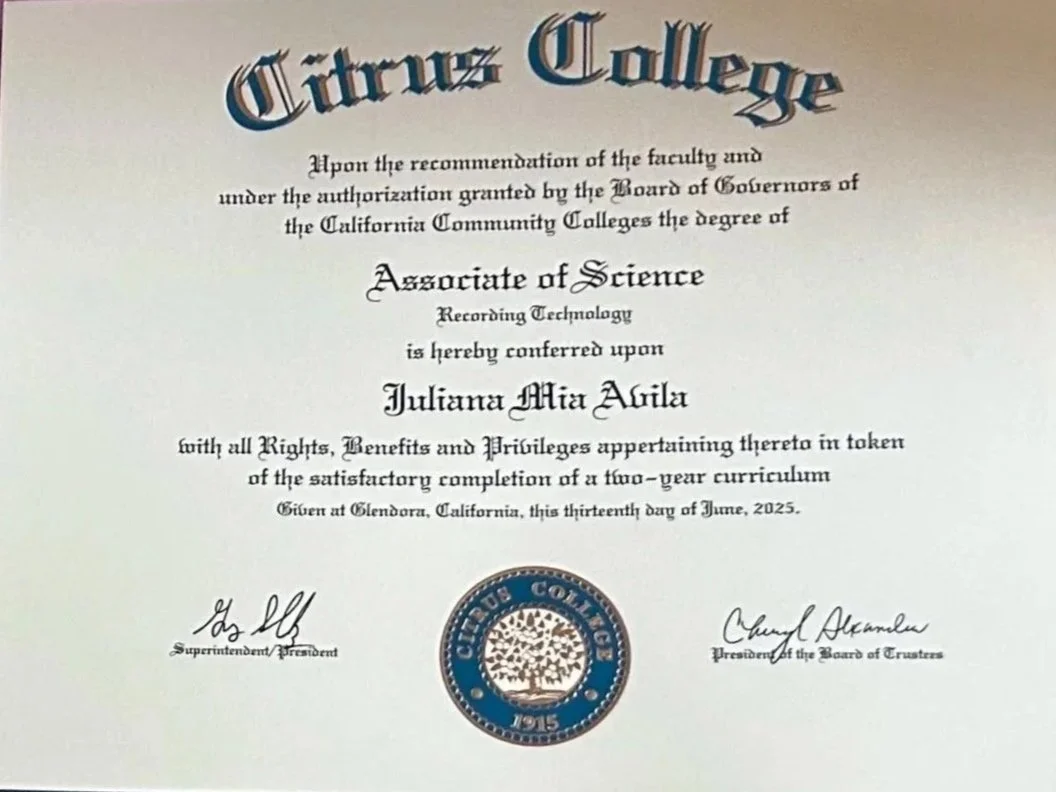 Citrus College
Upon the recommendation of the faculty and
under the authorization granted by the Board of Governors of
the California Community Colleges the degree of
Associate of Science
Recording Technology
is hereby conferred upon
Juliana Mia Avila
with all Rights, Benefits and Privileges appertaining thereto in token
of the satisfactory completion of a two-year curriculum
Given at Glendora, California, this thirteenth day of June, 2025.
Cheryl Alexander
Superintendent/President
President of the Board of Trustees
CITRUS COLLEGE
1915